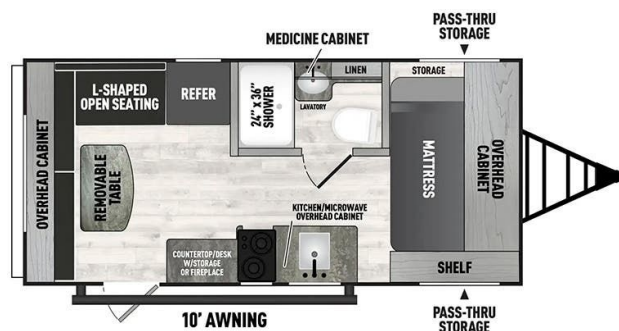 PASS-THRU
STORAGE
MEDICINE CABINET
LINEN
STORAGE
L-SHAPED
OPEN SEATING
REFER
24" x 36"
SHOWER
LAVATORY
OVERHEAD CABINET
REMOVABLE
TABLE
MATTRESS
OVERHEAD
CABINET
KITCHEN/MICROWAVE
OVERHEAD CABINET
COUNTERTOP/DESK
W/STORAGE
OR FIREPLACE
SHELF
10' AWNING
PASS-THRU
STORAGE